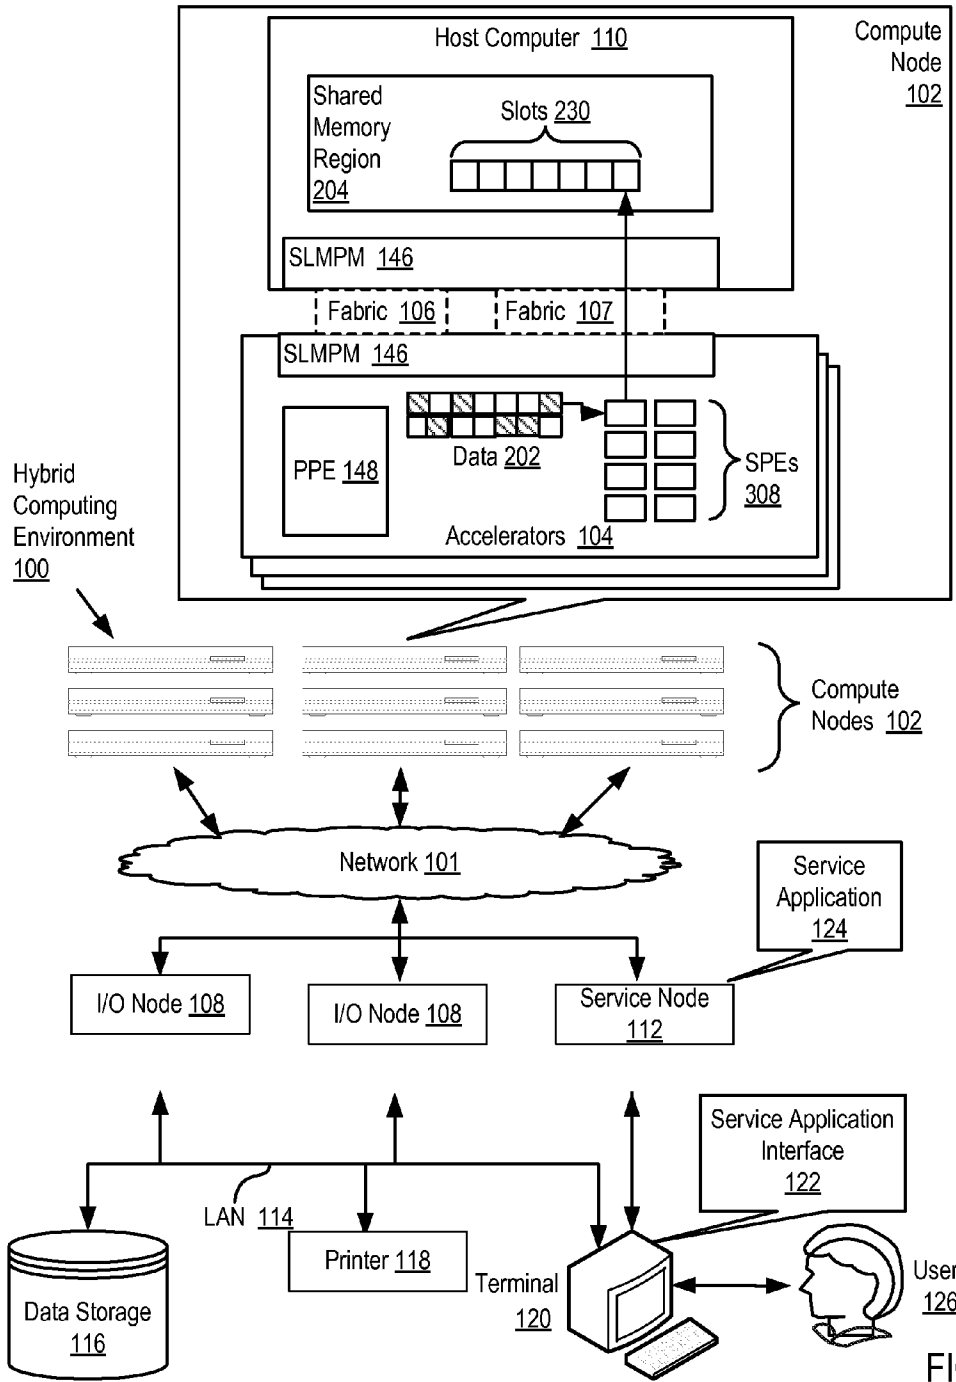 Host Computer 110
Compute
Node
102
Shared
Memory
Region
204
Slots 230
SLMPM 146
Fabric 106
Fabric 107
SLMPM 146
PPE 148
Data 202
SPEs
308
Accelerators 104
Hybrid
Computing
Environment
100
Compute
Nodes 102
Network 101
Service
Application
124
I/O Node 108
I/O Node 108
Service Node
112
Service Application
Interface
122
LAN 114
Printer 118
Data Storage
116
Terminal
120
User
126